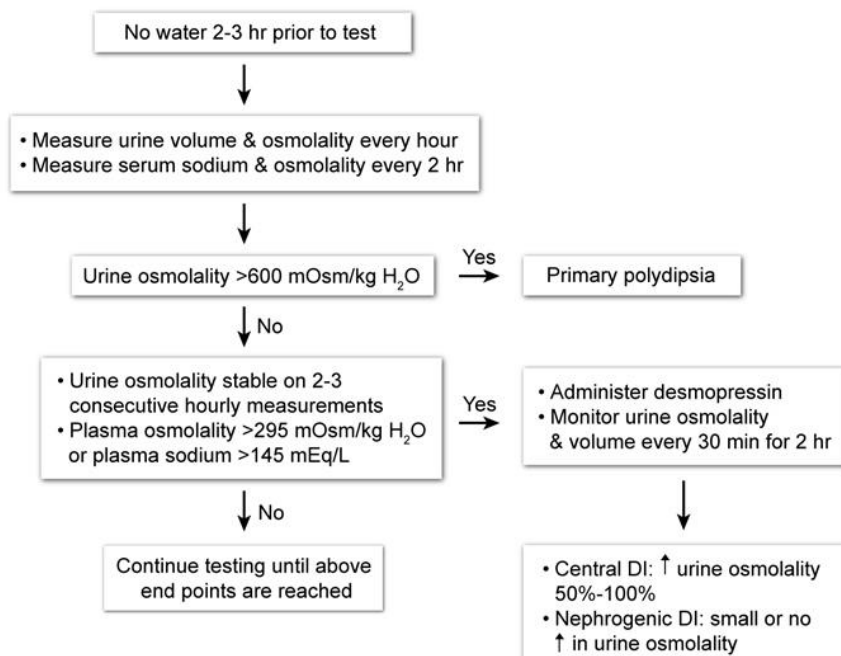 No water 2-3 hr prior to test
• Measure urine volume & osmolality every hour
• Measure serum sodium & osmolality every 2 hr
Urine osmolality >600 mOsm/kg H₂O
Yes
Primary polydipsia
No
• Urine osmolality stable on 2-3
consecutive hourly measurements
• Plasma osmolality >295 mOsm/kg H₂O
or plasma sodium >145 mEq/L
Yes
• Administer desmopressin
• Monitor urine osmolality
& volume every 30 min for 2 hr
No
Continue testing until above
end points are reached
• Central DI: ↑ urine osmolality
50%-100%
• Nephrogenic DI: small or no
↑ in urine osmolality